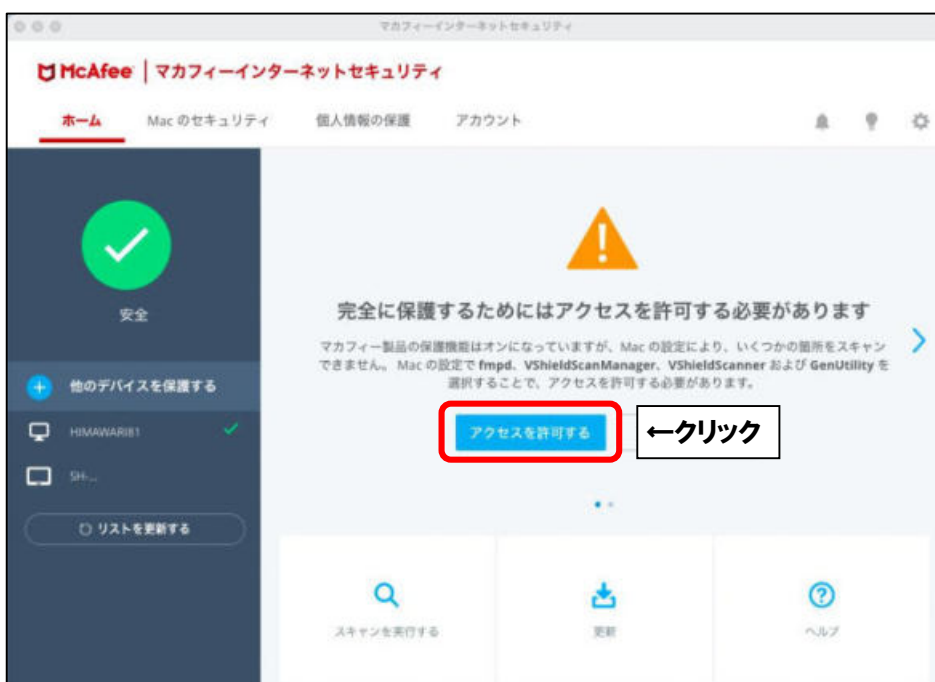 マカフィーインターネットセキュリティ
McAfee | マカフィーインターネットセキュリティ
ホーム Mac のセキュリティ 個人情報の保護 アカウント
安全
完全に保護するためにはアクセスを許可する必要があります
マカフィー製品の保護機能はオンになっていますが、Mac の設定により、いくつかの箇所をスキャン
できません。 Mac の設定で fmpd、VShieldScanManager、VShieldScanner および GenUtility を
選択することで、アクセスを許可する必要があります。
他のデバイスを保護する
HIMAWARI81
SH-...
アクセスを許可する
←クリック
リストを更新する
スキャンを実行する
更新
ヘルプ